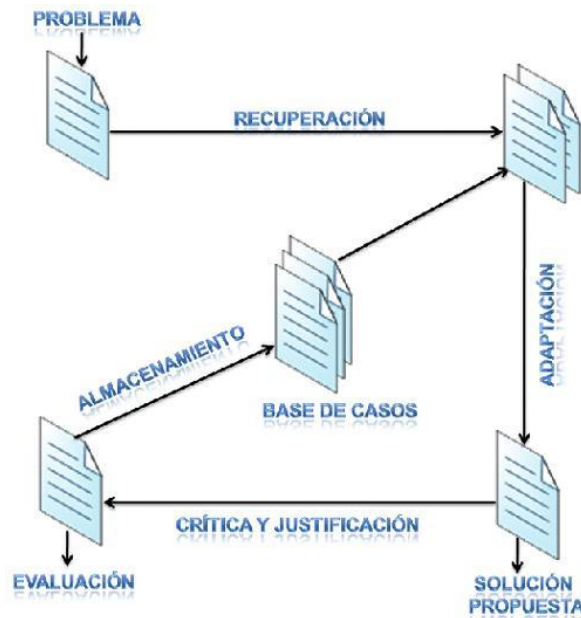 PROBLEMA
RECUPERACIÓN
ADAPTACIÓN
ALMACENAMIENTO
BASE DE CASOS
CRÍTICA Y JUSTIFICACIÓN
EVALUACIÓN
SOLUCIÓN
PROPUESTA